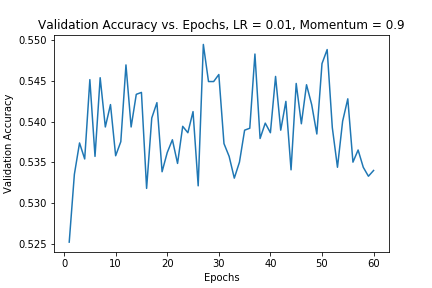 Validation Accuracy vs. Epochs, LR = 0.01, Momentum = 0.9
0.550
0.545
0.540
0.535
0.530
0.525
Validation Accuracy
0 10 20 30 40 50 60
Epochs